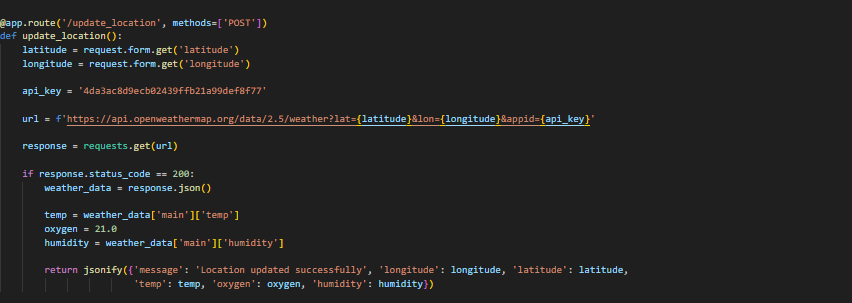 @app.route('/update_location', methods=['POST'])
def update_location():
latitude = request.form.get('latitude')
longitude = request.form.get('longitude')
api_key = '4da3ac8d9ecb02439ffb21a99def8f77'
url = f'https://api.openweathermap.org/data/2.5/weather?lat={latitude}&lon={longitude}&appid={api_key}'
response = requests.get(url)
if response.status_code == 200:
weather_data = response.json()
temp = weather_data['main']['temp']
oxygen = 21.0
humidity = weather_data['main']['humidity']
return jsonify({'message': 'Location updated successfully', 'longitude': longitude, 'latitude': latitude,
'temp': temp, 'oxygen': oxygen, 'humidity': humidity})